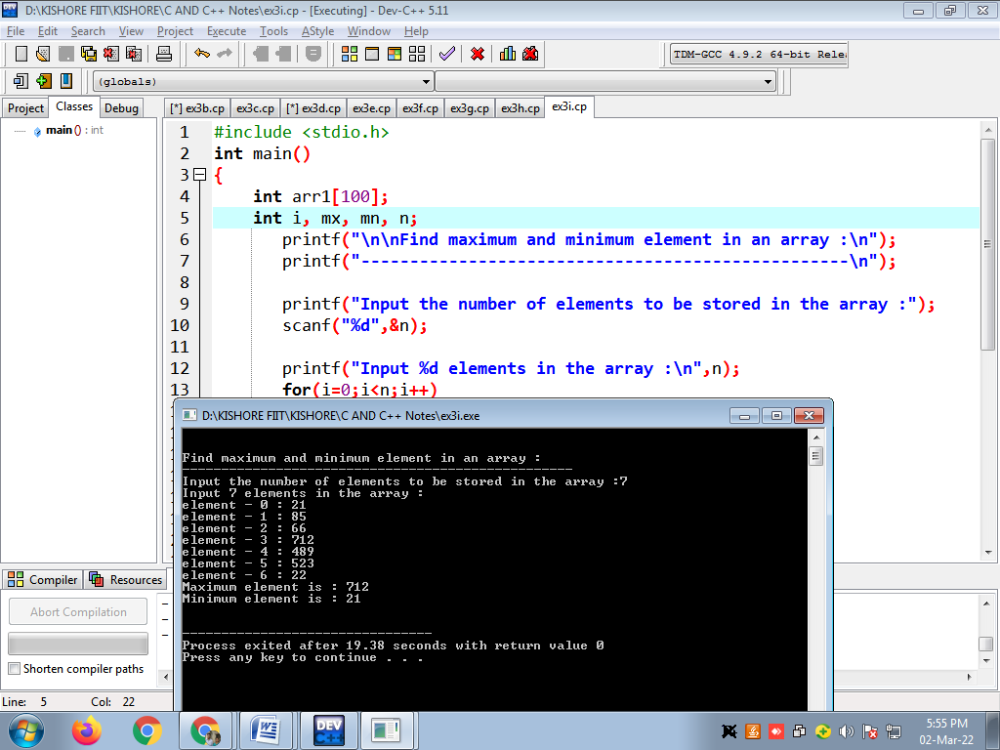 D:\KISHORE FIIT\KISHORE\C AND C++ Notes\ex3i.cp - [Executing] - Dev-C++ 5.11
File Edit Search View Project Execute Tools AStyle Window Help
TDM-GCC 4.9.2 64-bit Relea
(globals)
Project Classes Debug
[*] ex3b.cp ex3c.cp [*] ex3d.cp ex3e.cp ex3f.cp ex3g.cp ex3h.cp ex3i.cp
main () : int
1 #include <stdio.h>
2 int main()
3 {
4 int arr1[100];
5 int i, mx, mn, n;
6 printf("\n\nFind maximum and minimum element in an array :\n");
7 printf("--------------------------------------------------\n");
8
9 printf("Input the number of elements to be stored in the array :");
10 scanf("%d",&n);
11
12 printf("Input %d elements in the array :\n",n);
13 for(i=0;i<n;i++)
D:\KISHORE FIIT\KISHORE\C AND C++ Notes\ex3i.exe
Find maximum and minimum element in an array :
--------------------------------------------------
Input the number of elements to be stored in the array :7
Input 7 elements in the array :
element - 0 : 21
element - 1 : 85
element - 2 : 66
element - 3 : 712
element - 4 : 489
element - 5 : 523
element - 6 : 22
Maximum element is : 712
Minimum element is : 21
--------------------------------
Process exited after 19.38 seconds with return value 0
Press any key to continue . . .
Compiler Resources
Abort Compilation
Shorten compiler paths
Line: 5 Col: 22
DEV C++
5:55 PM
02-Mar-22